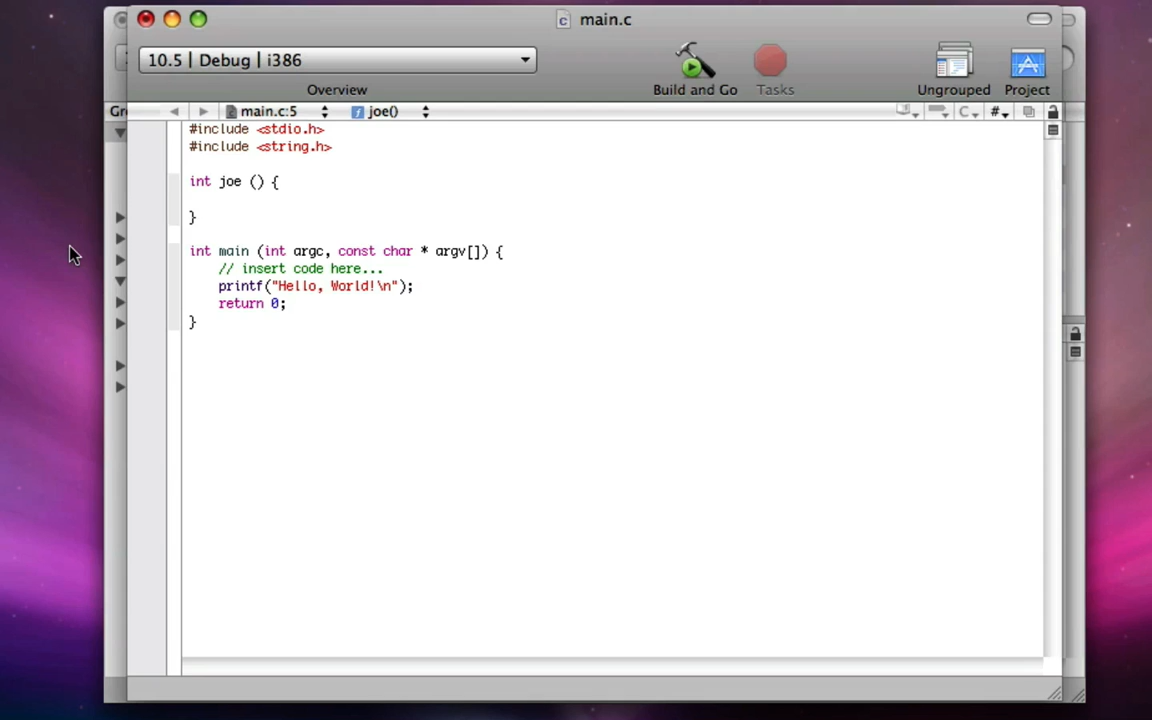 main.c
10.5 | Debug | i386
Overview
Build and Go
Tasks
Ungrouped
Project
Gr
main.c:5
joe()
C
#
#include <stdio.h>
#include <string.h>
int joe () {
}
int main (int argc, const char * argv[]) {
// insert code here...
printf("Hello, World!\n");
return 0;
}